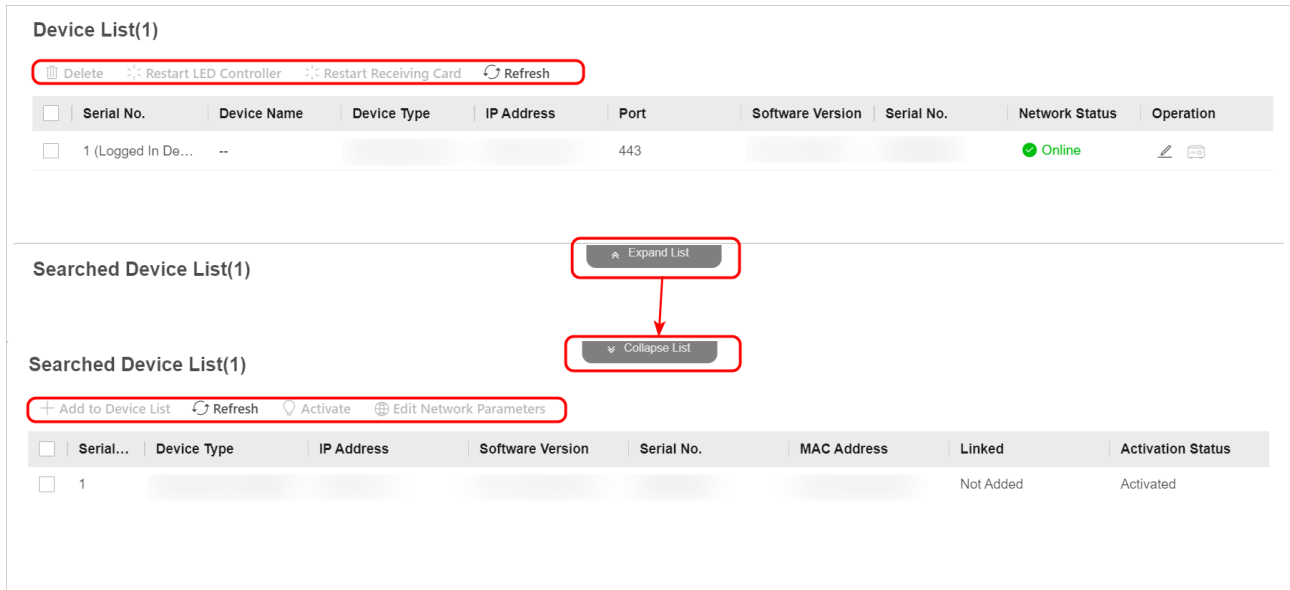 Device List(1)
Delete Restart LED Controller Restart Receiving Card Refresh
Serial No. Device Name Device Type IP Address Port Software Version Serial No. Network Status Operation
1 (Logged In De... -- 443 Online
Expand List
Searched Device List(1)
Collapse List
Searched Device List(1)
Add to Device List Refresh Activate Edit Network Parameters
Serial... Device Type IP Address Software Version Serial No. MAC Address Linked Activation Status
1 Not Added Activated